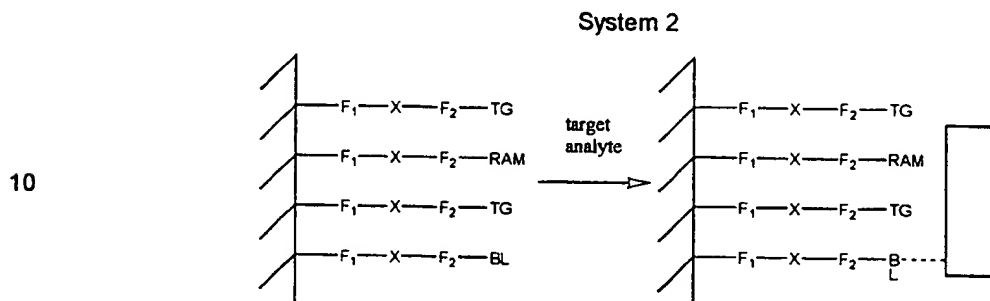 System 2
F₁—X—F₂—TG F₁—X—F₂—TG
target
analyte
F₁—X—F₂—RAM F₁—X—F₂—RAM
10
F₁—X—F₂—TG F₁—X—F₂—TG
F₁—X—F₂—BL F₁—X—F₂—B
L